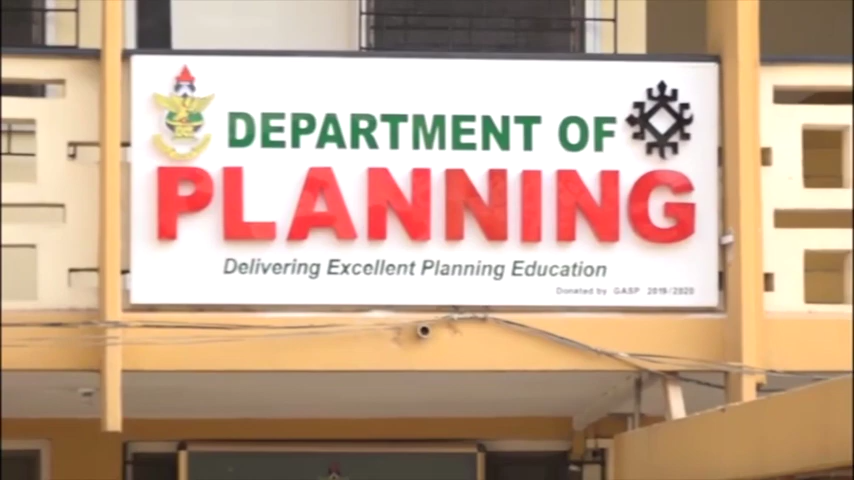 DEPARTMENT OF
PLANNING
Delivering Excellent Planning Education
Donated by GASP 2019/2020